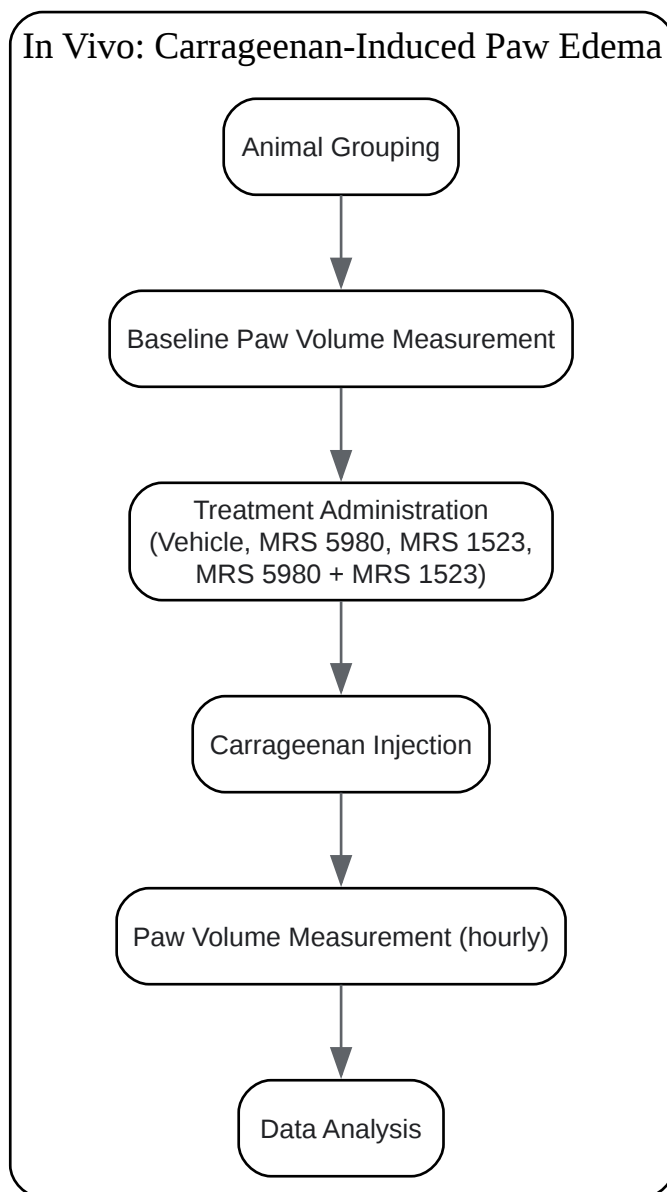 In Vivo: Carrageenan-Induced Paw Edema
Animal Grouping
Baseline Paw Volume Measurement
Treatment Administration
(Vehicle, MRS 5980, MRS 1523,
MRS 5980 + MRS 1523)
Carrageenan Injection
Paw Volume Measurement (hourly)
Data Analysis